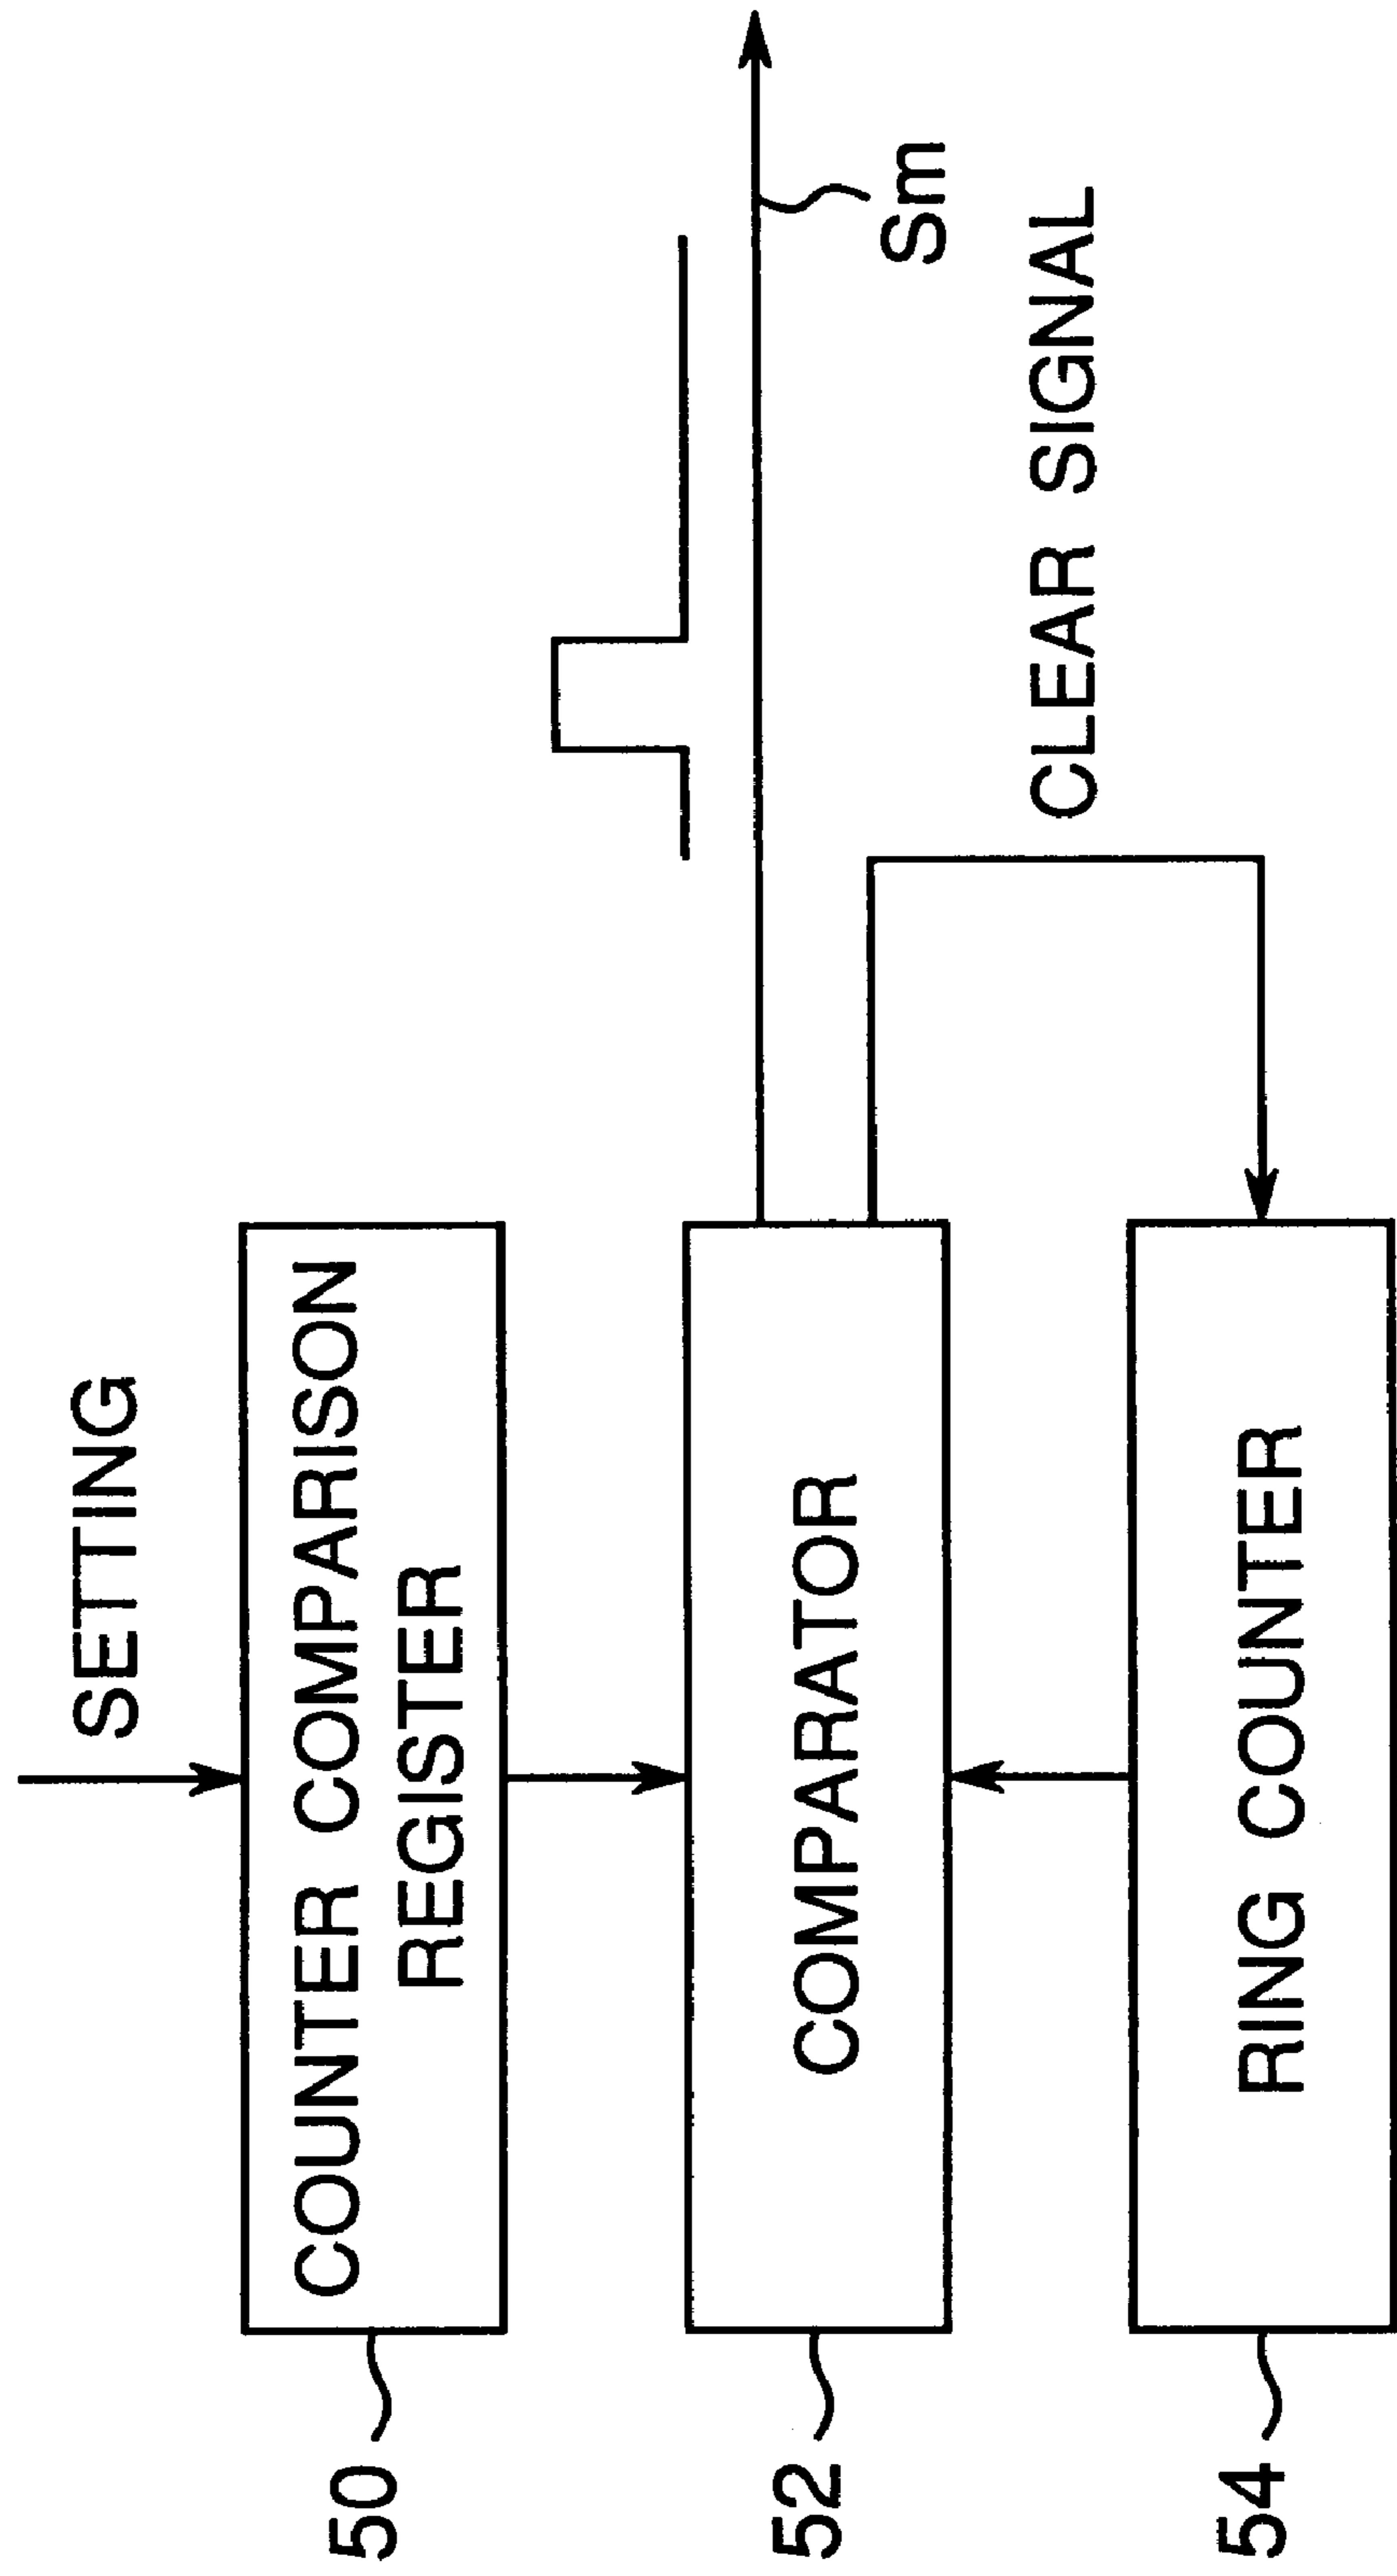 SETTING
50
COUNTER COMPARISON
REGISTER
52
COMPARATOR
Sm
CLEAR SIGNAL
54
RING COUNTER